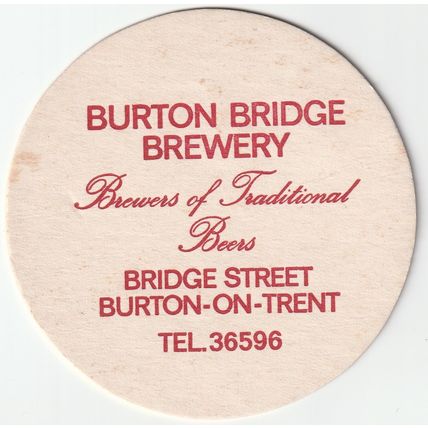 BURTON BRIDGE
BREWERY
Brewers of Traditional
Beers
BRIDGE STREET
BURTON-ON-TRENT
TEL.36596